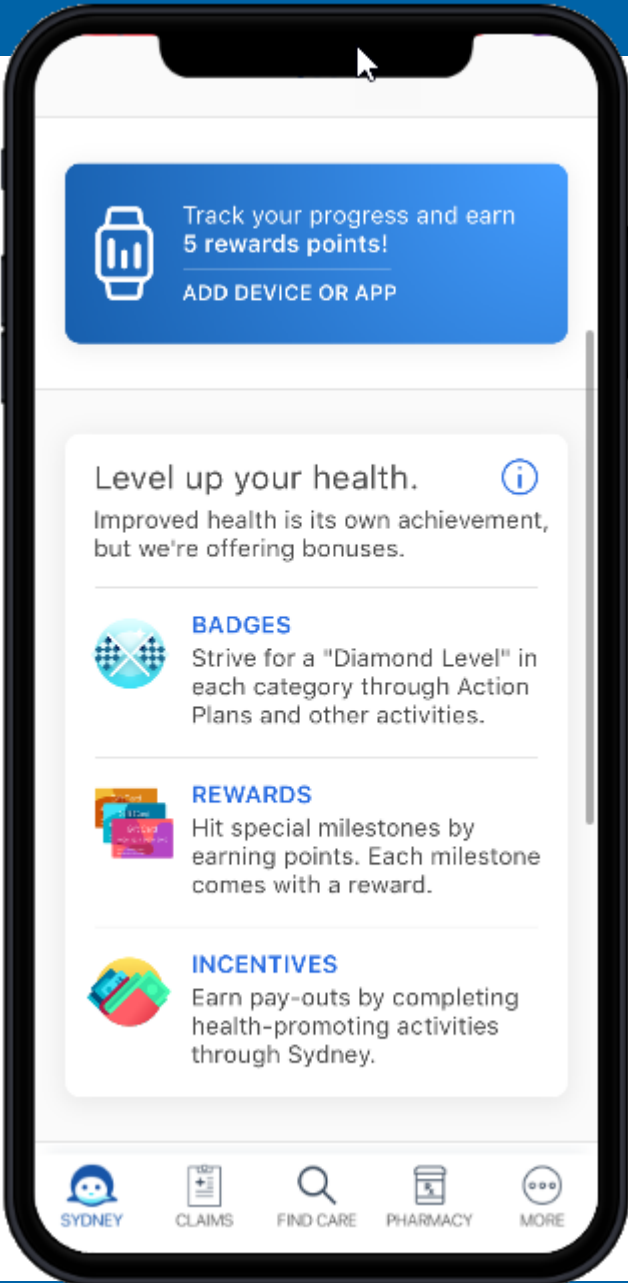 Track your progress and earn
5 rewards points!
ADD DEVICE OR APP
Level up your health.
Improved health is its own achievement,
but we're offering bonuses.
BADGES
Strive for a "Diamond Level" in
each category through Action
Plans and other activities.
REWARDS
Hit special milestones by
earning points. Each milestone
comes with a reward.
Gift Card
INCENTIVES
Earn pay-outs by completing
health-promoting activities
through Sydney.
SYDNEY
CLAIMS
FIND CARE
PHARMACY
MORE